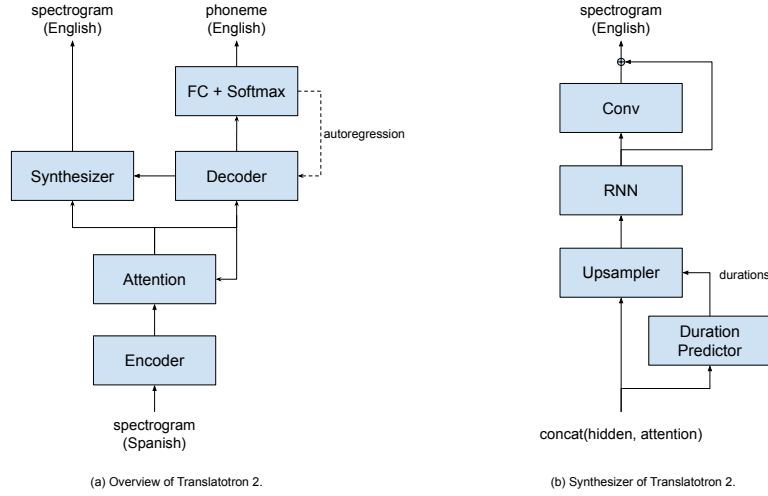 spectrogram
(English)
phoneme
(English)
FC + Softmax
autoregression
Synthesizer
Decoder
Attention
Encoder
spectrogram
(Spanish)
(a) Overview of Translatotron 2.
spectrogram
(English)
Conv
RNN
Upsampler
durations
Duration
Predictor
concat(hidden, attention)
(b) Synthesizer of Translatotron 2.